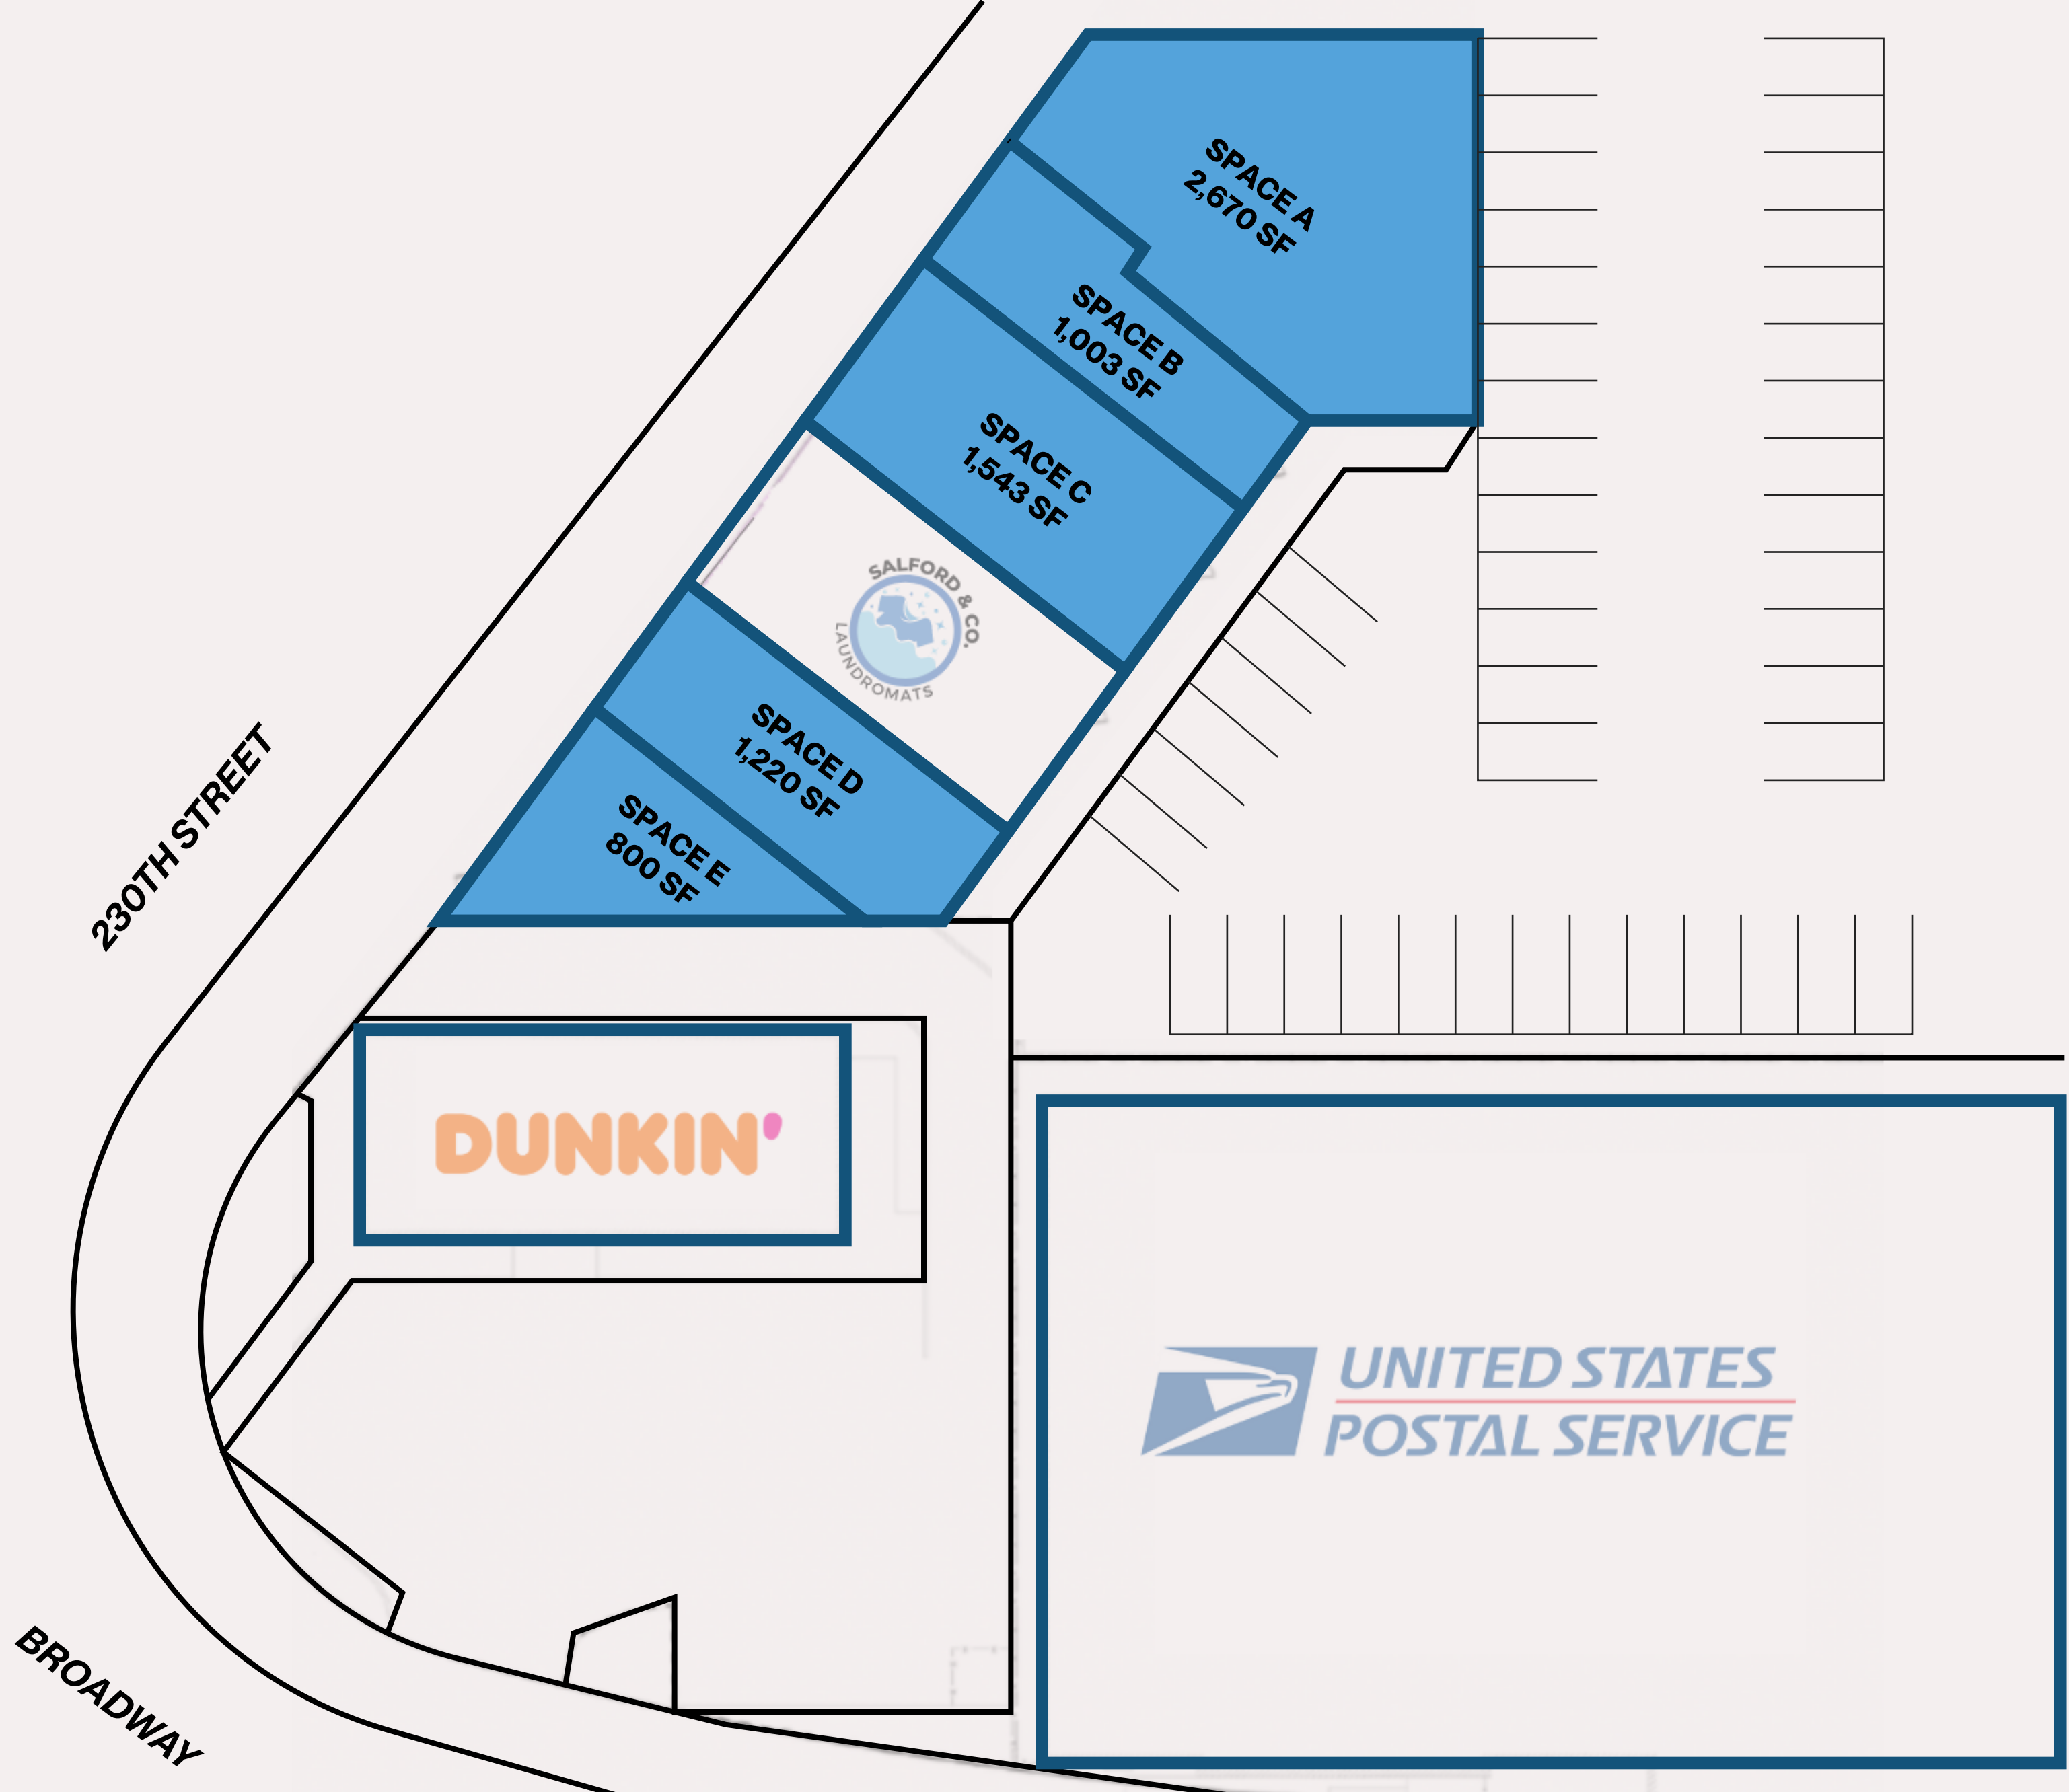 SPACE A
2,670 SF
SPACE B
1,003 SF
SPACE C
1,543 SF
SALFORD & CO.
LAUNDROMATS
SPACE D
1,220 SF
SPACE E
800 SF
230TH STREET
DUNKIN'
UNITED STATES
POSTAL SERVICE
BROADWAY